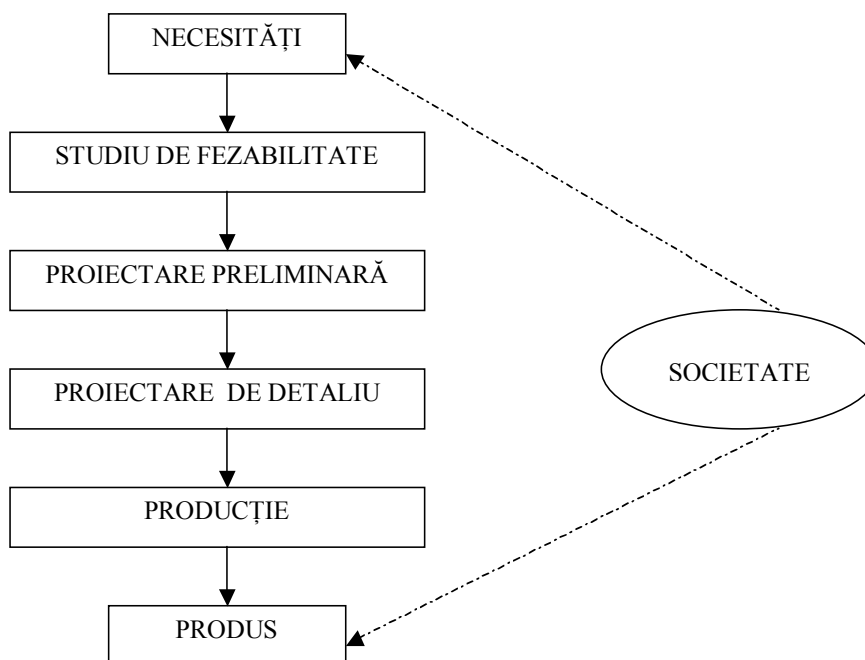 NECESITĂȚI
STUDIU DE FEZABILITATE
PROIECTARE PRELIMINARĂ
PROIECTARE DE DETALIU
SOCIETATE
PRODUCȚIE
PRODUS